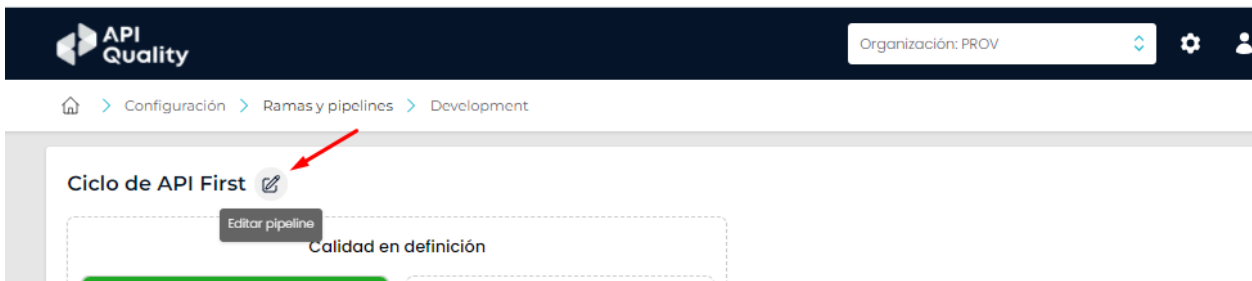 API
Quality
Organización: PROV
Configuración > Ramas y pipelines > Development
Ciclo de API First
Editar pipeline
Calidad en definición